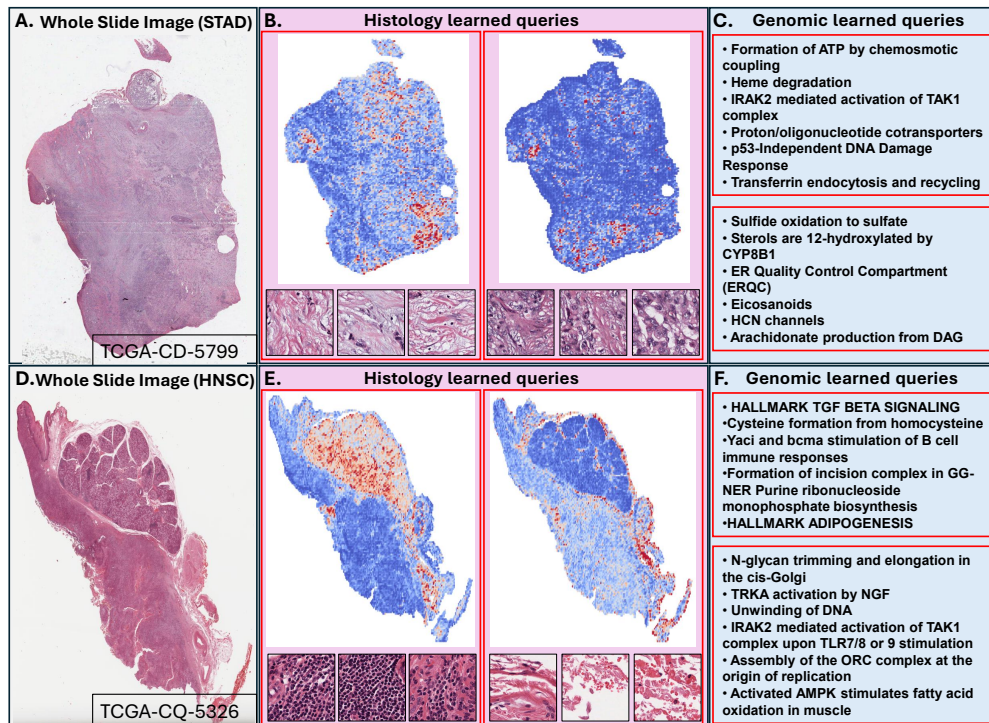 A. Whole Slide Image (STAD)
TCGA-CD-5799
B. Histology learned queries
C. Genomic learned queries
• Formation of ATP by chemosmotic
coupling
• Heme degradation
• IRAK2 mediated activation of TAK1
complex
• Proton/oligonucleotide cotransporters
• p53-Independent DNA Damage
Response
• Transferrin endocytosis and recycling
• Sulfide oxidation to sulfate
• Sterols are 12-hydroxylated by
CYP8B1
• ER Quality Control Compartment
(ERQC)
• Eicosanoids
• HCN channels
• Arachidonate production from DAG
D. Whole Slide Image (HNSC)
TCGA-CQ-5326
E. Histology learned queries
F. Genomic learned queries
• HALLMARK TGF BETA SIGNALING
•Cysteine formation from homocysteine
•Yaci and bcma stimulation of B cell
immune responses
•Formation of incision complex in GG-
NER Purine ribonucleoside
monophosphate biosynthesis
•HALLMARK ADIPOGENESIS
• N-glycan trimming and elongation in
the cis-Golgi
• TRKA activation by NGF
• Unwinding of DNA
• IRAK2 mediated activation of TAK1
complex upon TLR7/8 or 9 stimulation
• Assembly of the ORC complex at the
origin of replication
• Activated AMPK stimulates fatty acid
oxidation in muscle